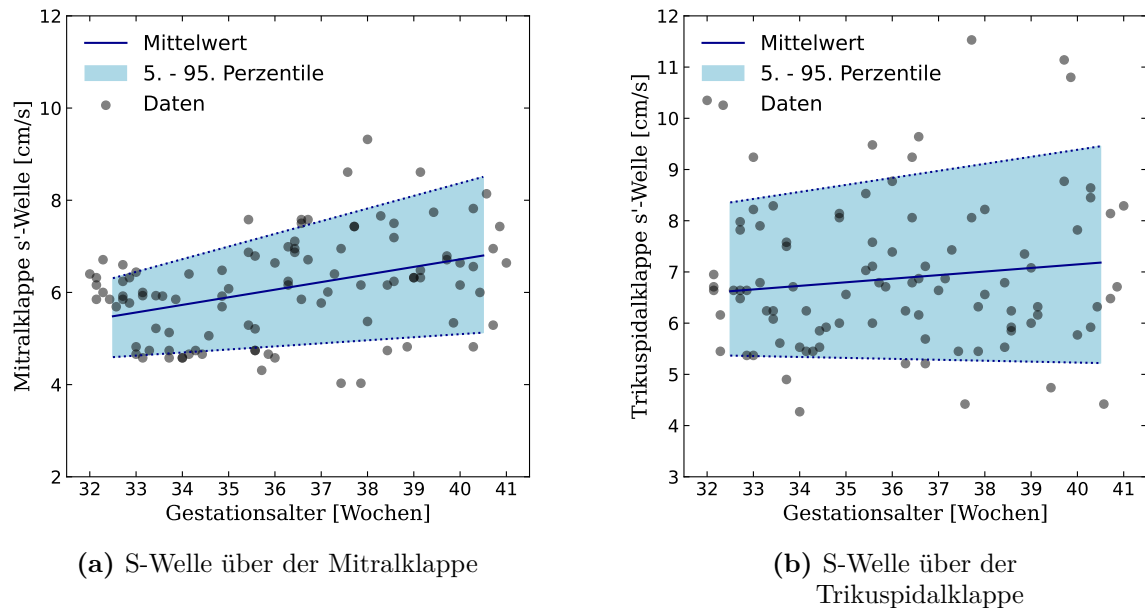 12
10
8
6
4
2
Mitralklappe s'-Welle [cm/s]
Mittelwert
5. - 95. Perzentile
Daten
32 33 34 35 36 37 38 39 40 41
Gestationsalter [Wochen]
(a) S-Welle über der Mitralklappe
12
11
10
9
8
7
6
5
4
3
Trikuspidalklappe s'-Welle [cm/s]
Mittelwert
5. - 95. Perzentile
Daten
32 33 34 35 36 37 38 39 40 41
Gestationsalter [Wochen]
(b) S-Welle über der
Trikuspidalklappe